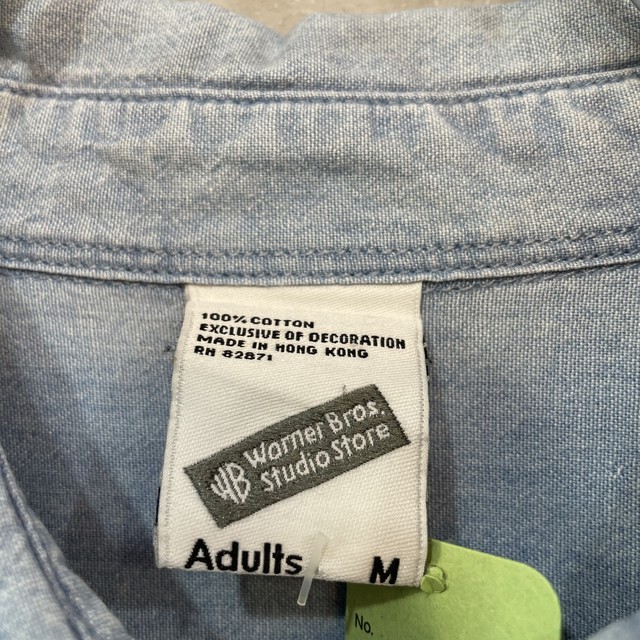 100% COTTON
EXCLUSIVE OF DECORATION
MADE IN HONG KONG
RN 82871
WB Warner Bros.
Studio Store
Adults M
No.